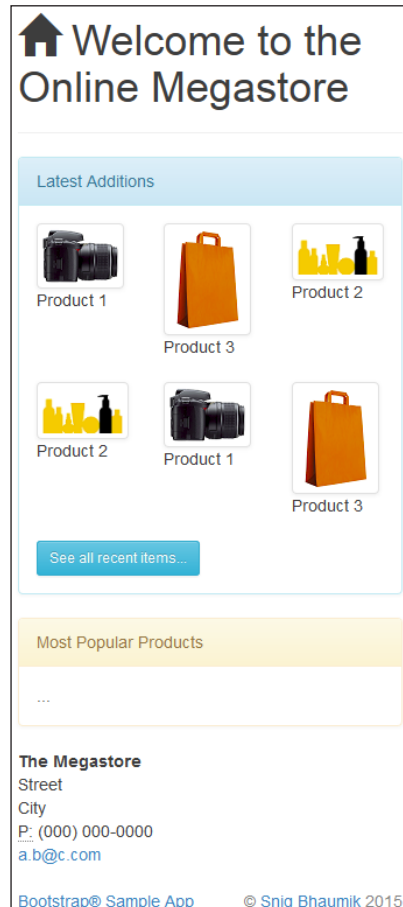 Welcome to the
Online Megastore
Latest Additions
Product 1
Product 3
Product 2
Product 2
Product 1
Product 3
See all recent items...
Most Popular Products
...
The Megastore
Street
City
P: (000) 000-0000
a.b@c.com
Bootstrap® Sample App © Snig Bhaumik 2015